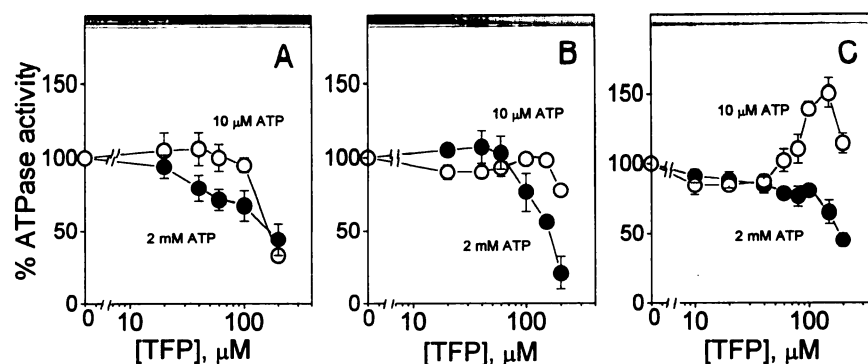 A
B
C
% ATPase activity
150
100
50
0
10 µM ATP
2 mM ATP
0 10 100
[TFP], µM
150
100
50
0
10 µM ATP
2 mM ATP
0 10 100
[TFP], µM
150
100
50
0
10 µM ATP
2 mM ATP
0 10 100
[TFP], µM